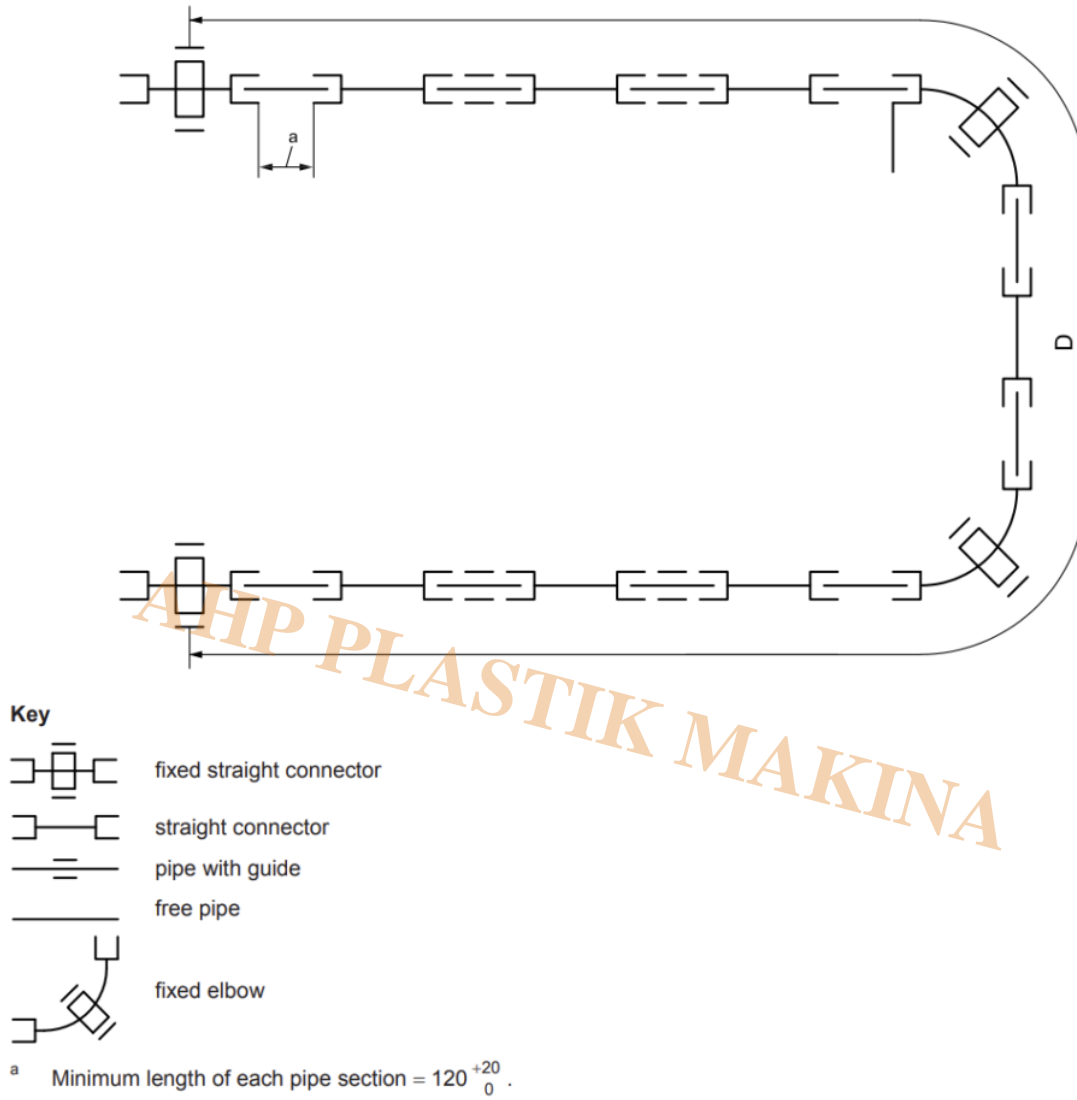 a
D
AHP PLASTIK MAKINA
Key
fixed straight connector
straight connector
pipe with guide
free pipe
fixed elbow
a Minimum length of each pipe section = 120 +20 0 .